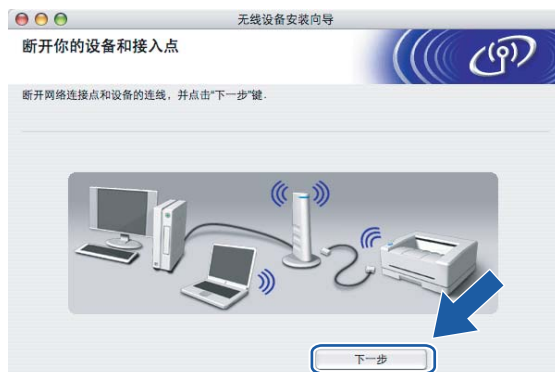 无线设备安装向导
断开你的设备和接入点
断开网络连接点和设备的连线，并点击"下一步"键.
下一步